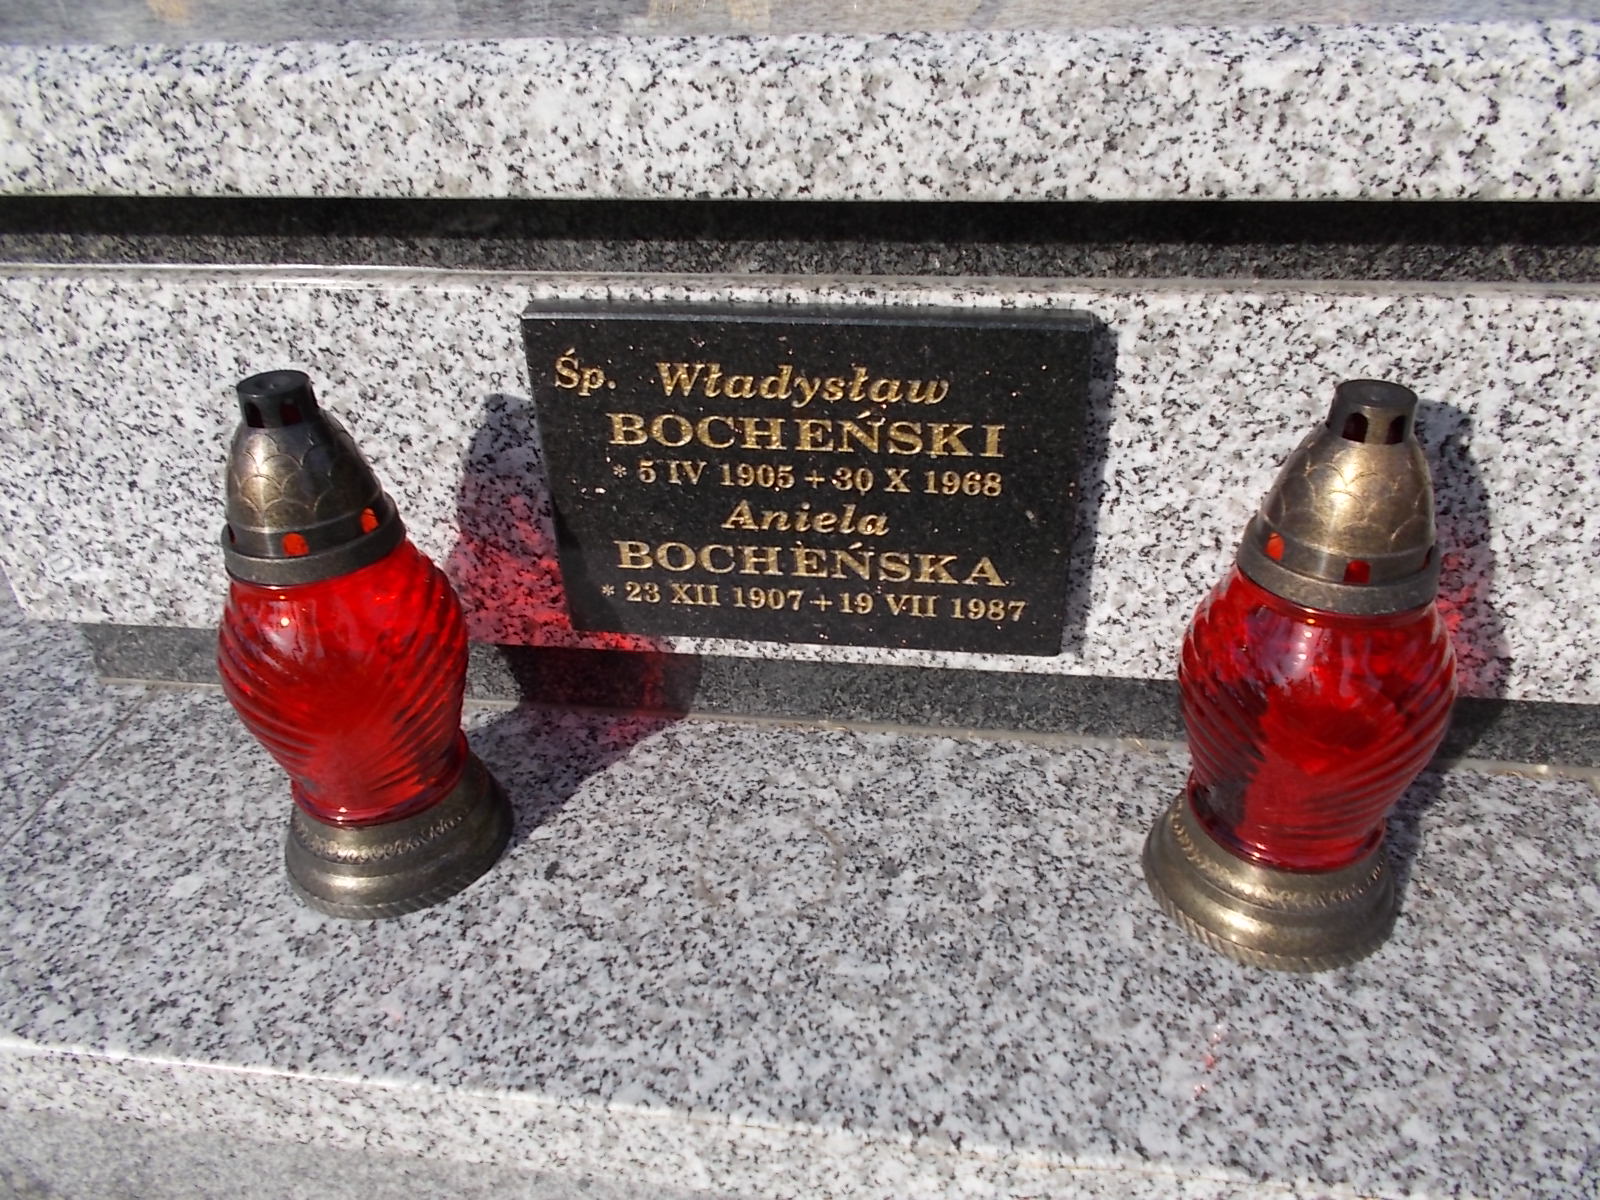 Śp. Władysław
BOCHEŃSKI
* 5 IV 1905 + 30 X 1968
Aniela
BOCHEŃSKA
* 23 XII 1907 + 19 VII 1987